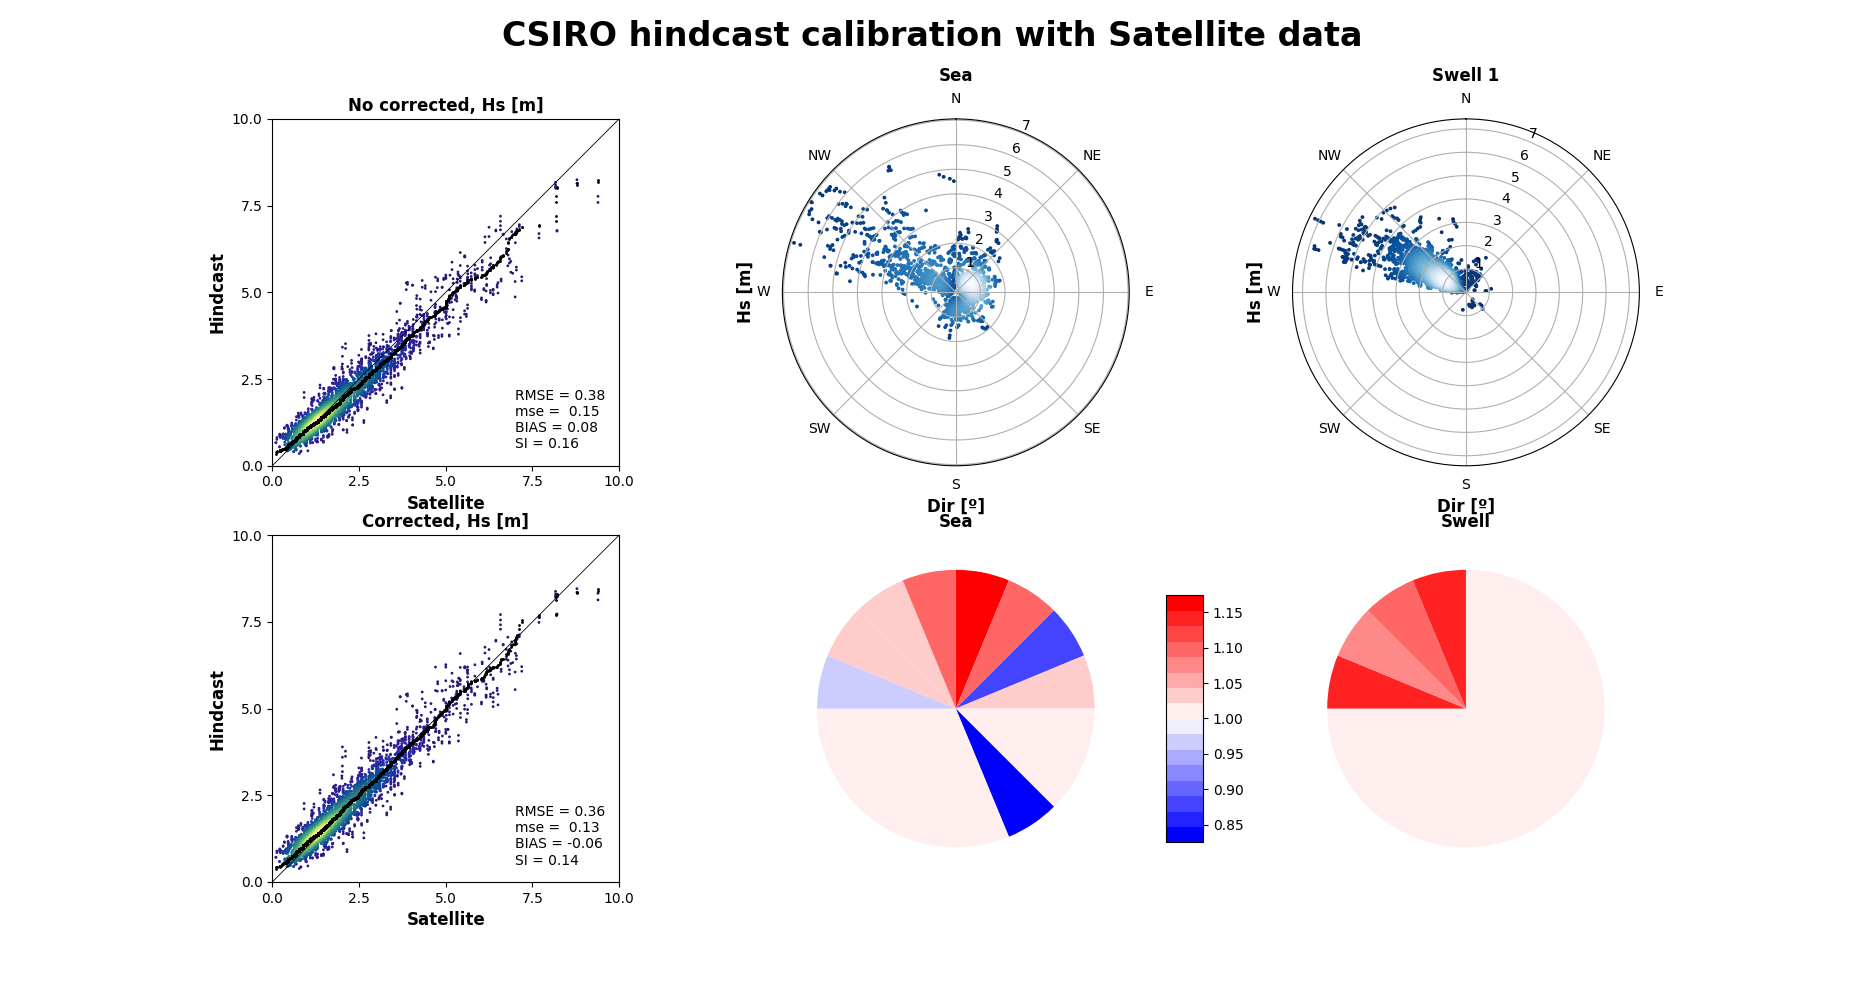 CSIRO hindcast calibration with Satellite data
No corrected, Hs [m]
10.0
7.5
5.0
2.5
0.0
Hindcast
RMSE = 0.38
mse =  0.15
BIAS = 0.08
SI = 0.16
0.0 2.5 5.0 7.5 10.0
Satellite
Sea
N
NW
NE
7
6
5
4
3
2
1
Hs [m]
W
E
SW
SE
S
Dir [º]
Swell 1
N
NW
NE
7
6
5
4
3
2
1
Hs [m]
W
E
SW
SE
S
Dir [º]
Corrected, Hs [m]
10.0
7.5
5.0
2.5
0.0
Hindcast
RMSE = 0.36
mse =  0.13
BIAS = -0.06
SI = 0.14
0.0 2.5 5.0 7.5 10.0
Satellite
Sea
1.15
1.10
1.05
1.00
0.95
0.90
0.85
Swell